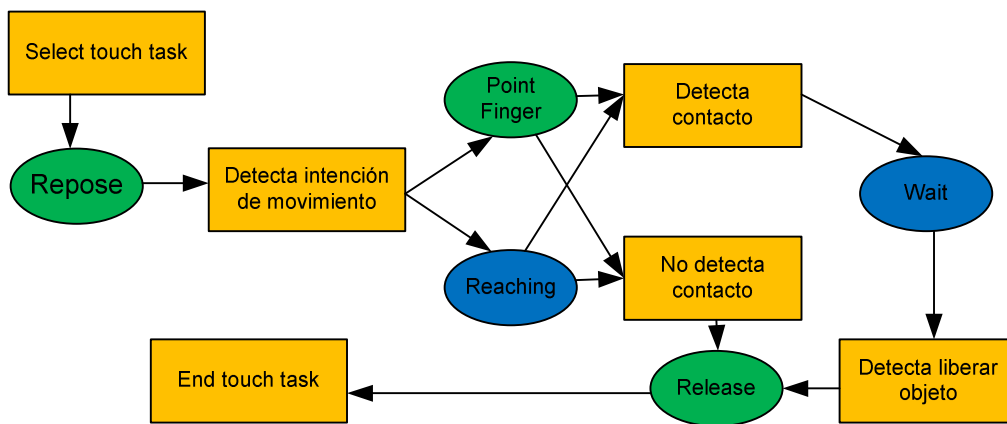 Select touch task
Repose
Detecta intención
de movimiento
Point
Finger
Reaching
Detecta
contacto
No detecta
contacto
Wait
Detecta liberar
objeto
Release
End touch task